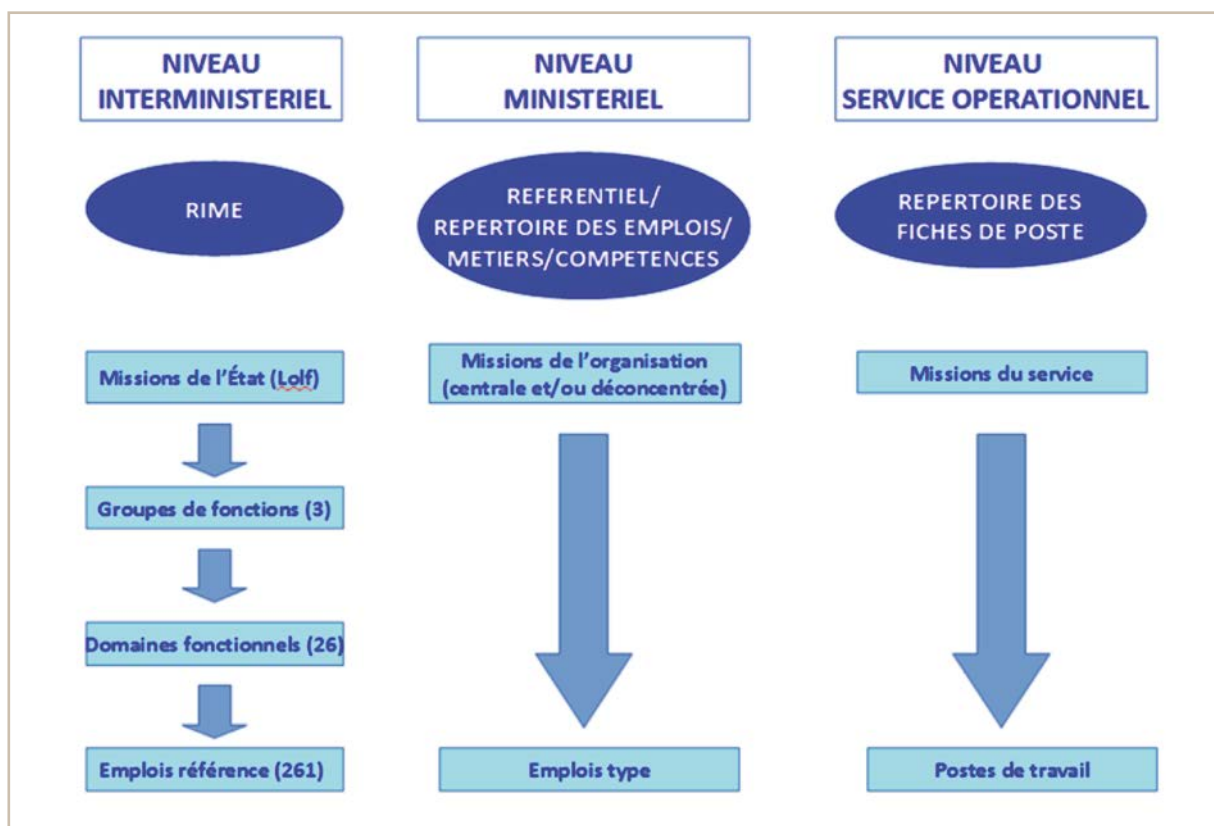 NIVEAU
INTERMINISTERIEL
NIVEAU
MINISTERIEL
NIVEAU
SERVICE OPERATIONNEL
RIME
REFERENTIEL/
REPERTOIRE DES EMPLOIS/
METIERS/COMPETENCES
REPERTOIRE DES
FICHES DE POSTE
Missions de l'État (Lolf)
Missions de l'organisation
(centrale et/ou déconcentrée)
Missions du service
Groupes de fonctions (3)
Domaines fonctionnels (26)
Emplois référence (261)
Emplois type
Postes de travail